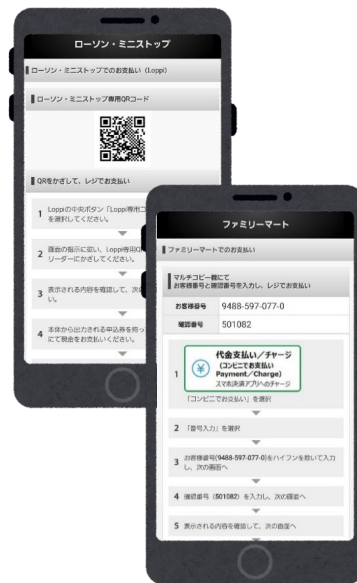 ローソン・ミニストップ
ローソン・ミニストップでのお支払い（Loppi）
ローソン・ミニストップ専用QRコード
QRをかざして、レジでお支払い
1 Loppiの中央ボタン「Loppi専用コ
を選択してください。
2 画面の指示に従い、Loppi専用QR
リーダーにかざしてください。
3 表示される内容を確認して、次の
い。
4 本体から出力される申込券を持っ
にて現金をお支払いください。
ファミリーマート
ファミリーマートでのお支払い
マルチコピー機にて
お客様番号と確認番号を入力し、レジでお支払い
お客様番号 9488-597-077-0
確認番号 501082
1
代金支払い／チャージ
（コンビニでお支払い
Payment／Charge）
スマホ決済アプリへのチャージ
「コンビニでお支払い」を選択
2 「番号入力」を選択
3 お客様番号(9488-597-077-0)をハイフンを除いて入力
し、次の画面へ
4 確認番号（501082）を入力し、次の画面へ
5 表示される内容を確認して、次の画面へ